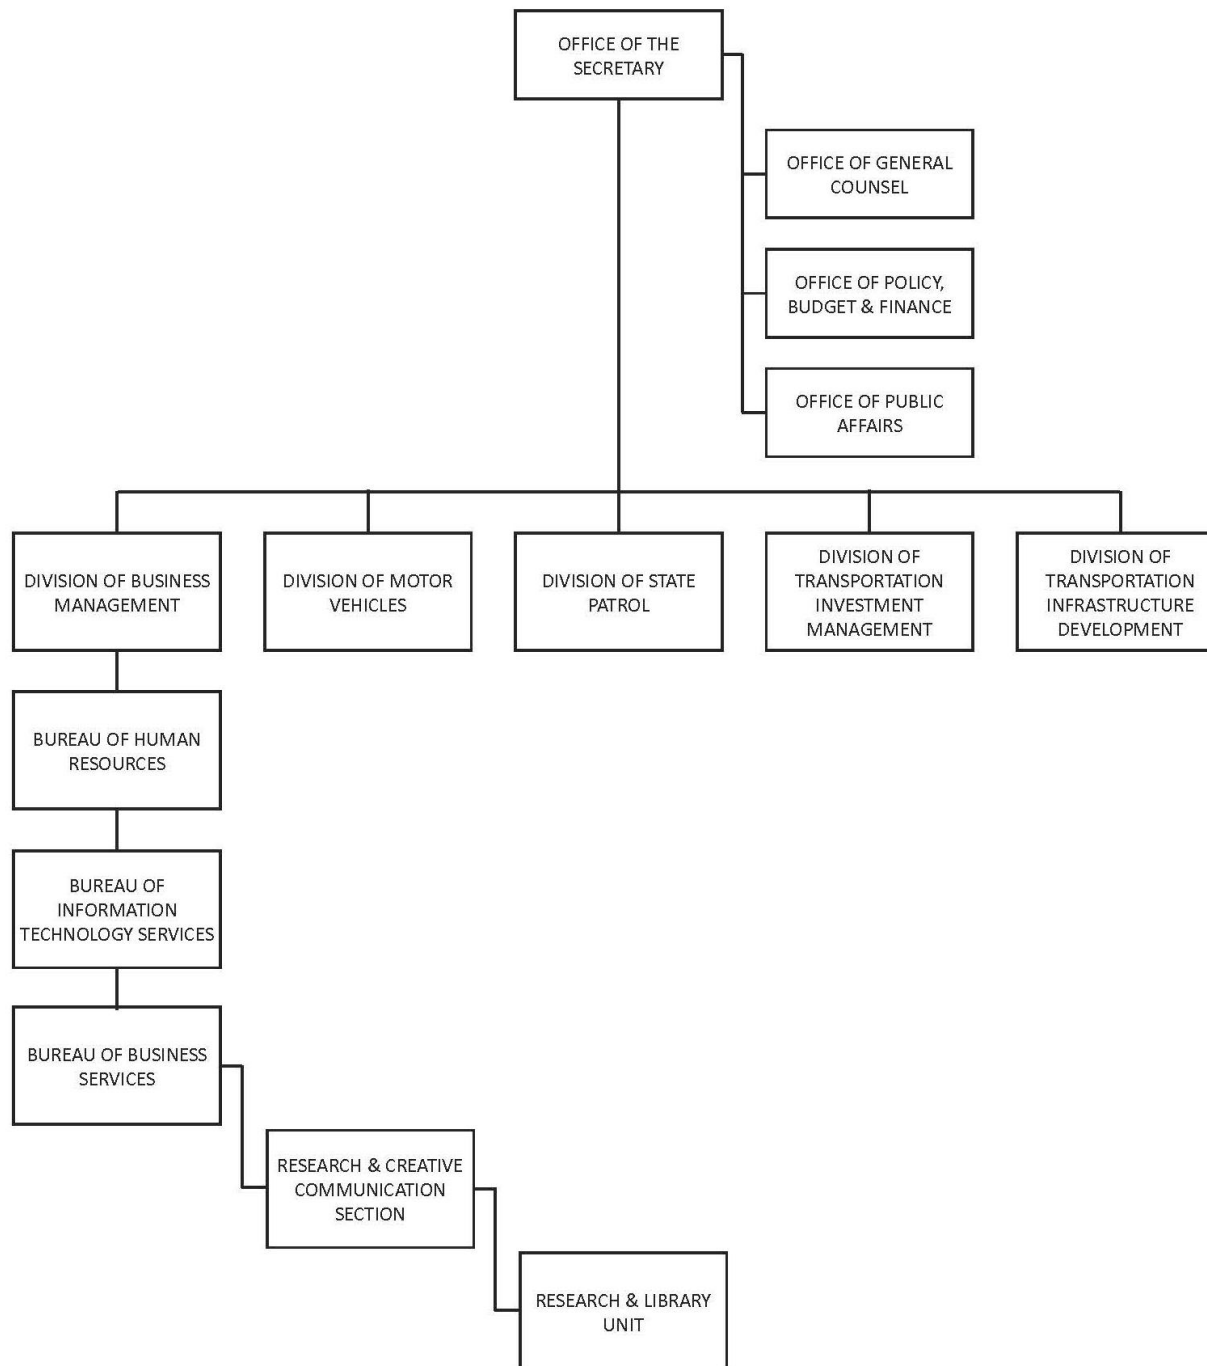 OFFICE OF THE
SECRETARY
OFFICE OF GENERAL
COUNSEL
OFFICE OF POLICY,
BUDGET & FINANCE
OFFICE OF PUBLIC
AFFAIRS
DIVISION OF BUSINESS
MANAGEMENT
DIVISION OF MOTOR
VEHICLES
DIVISION OF STATE
PATROL
DIVISION OF
TRANSPORTATION
INVESTMENT
MANAGEMENT
DIVISION OF
TRANSPORTATION
INFRASTRUCTURE
DEVELOPMENT
BUREAU OF HUMAN
RESOURCES
BUREAU OF
INFORMATION
TECHNOLOGY SERVICES
BUREAU OF BUSINESS
SERVICES
RESEARCH & CREATIVE
COMMUNICATION
SECTION
RESEARCH & LIBRARY
UNIT